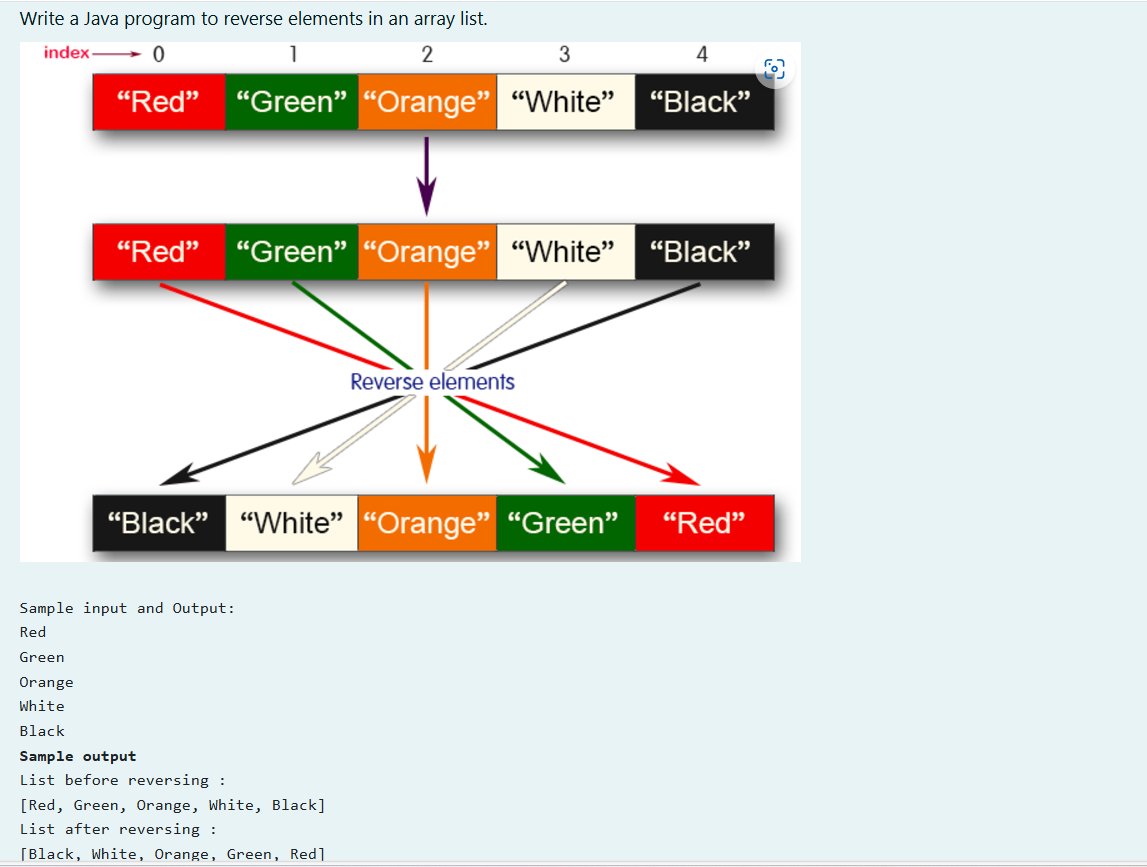 Write a Java program to reverse elements in an array list.
index 0 1 2 3 4
“Red” “Green” “Orange” “White” “Black”
“Red” “Green” “Orange” “White” “Black”
Reverse elements
“Black” “White” “Orange” “Green” “Red”
Sample input and Output:
Red
Green
Orange
White
Black
Sample output
List before reversing :
[Red, Green, Orange, White, Black]
List after reversing :
[Black, White, Orange, Green, Red]